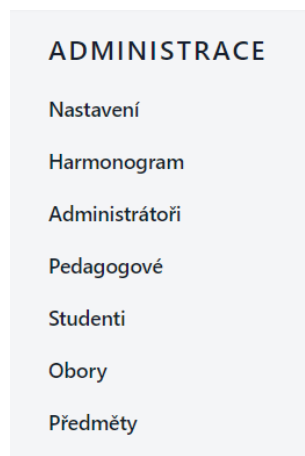 ADMINISTRACE
Nastavení
Harmonogram
Administrátoři
Pedagogové
Studenti
Obory
Předměty